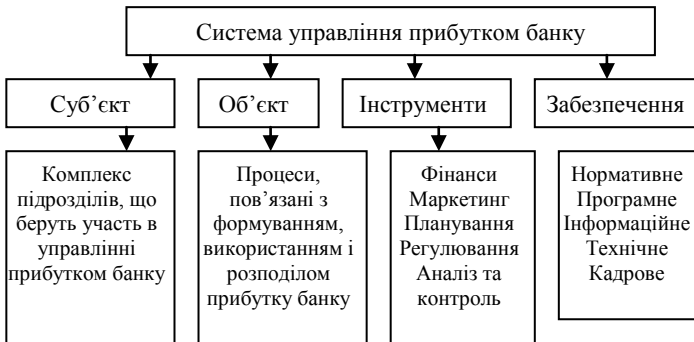 Система управління прибутком банку
Суб’єкт
Об’єкт
Інструменти
Забезпечення
Комплекс
підрозділів, що
беруть участь в
управлінні
прибутком банку
Процеси,
пов’язані з
формуванням,
використанням і
розподілом
прибутку банку
Фінанси
Маркетинг
Планування
Регулювання
Аналіз та
контроль
Нормативне
Програмне
Інформаційне
Технічне
Кадрове